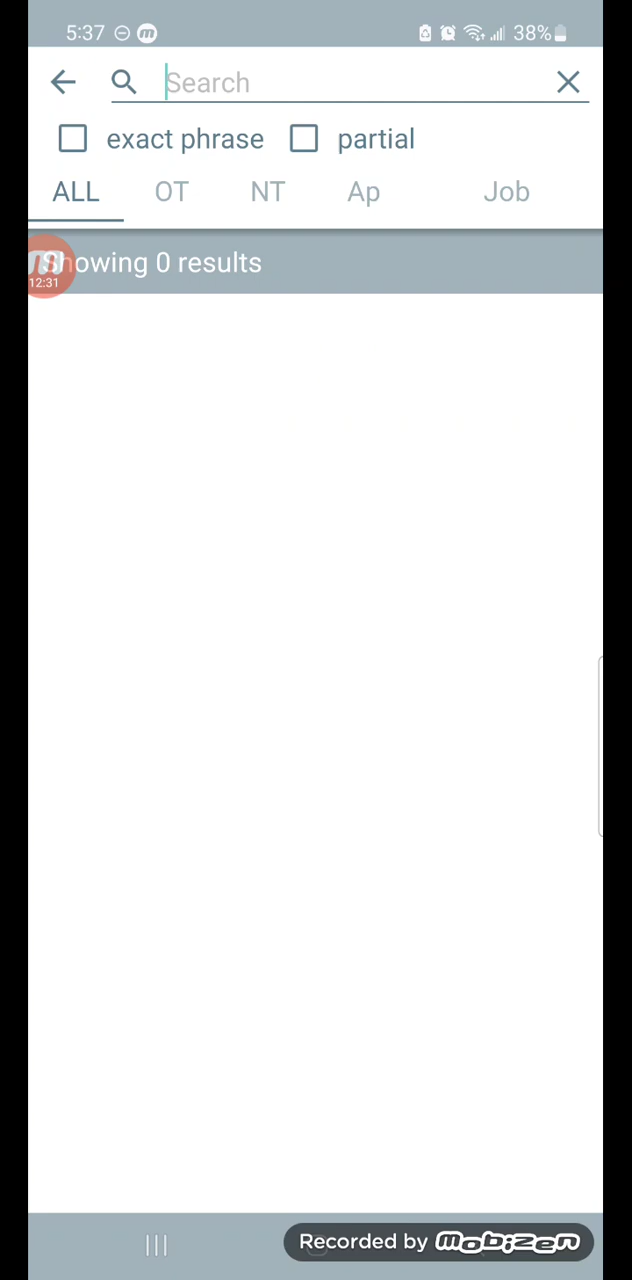 5:37 m 38%
Search
exact phrase partial
ALL OT NT Ap Job
Showing 0 results
12:31
Recorded by mobizen